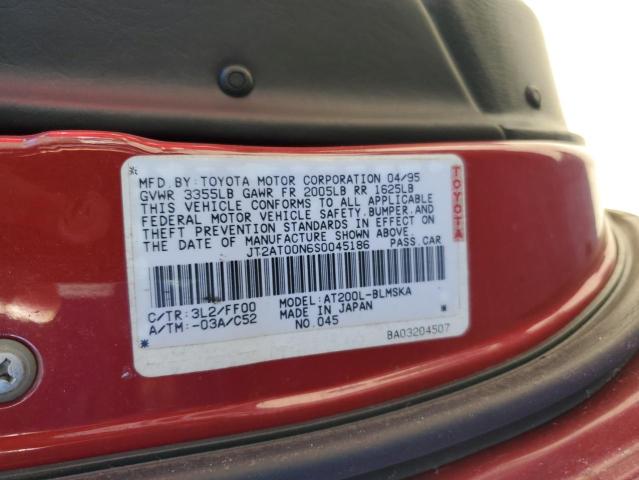 MFD. BY: TOYOTA MOTOR CORPORATION 04/95
GVWR 3355LB GAWR FR 2005LB RR 1625LB
THIS VEHICLE CONFORMS TO ALL APPLICABLE
FEDERAL MOTOR VEHICLE SAFETY, BUMPER, AND
THEFT PREVENTION STANDARDS IN EFFECT ON
THE DATE OF MANUFACTURE SHOWN ABOVE.
JT2AT00N6S0045186 PASS. CAR
TOYOTA
C/TR: 3L2/FF00 MODEL: AT200L-BLMSKA
A/TM: -03A/C52 MADE IN JAPAN
NO. 045
BA03204507